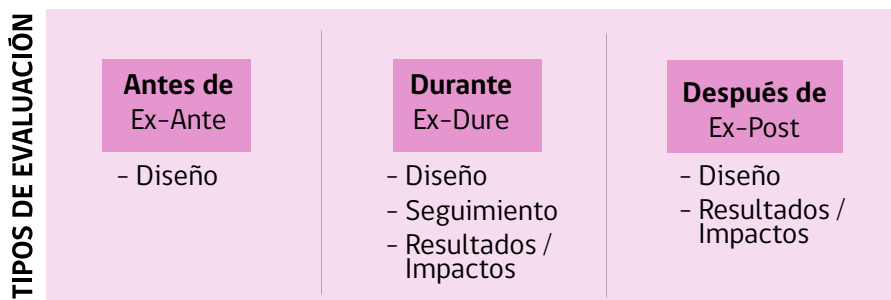 TIPOS DE EVALUACIÓN
Antes de
Ex-Ante
- Diseño
Durante
Ex-Dure
- Diseño
- Seguimiento
- Resultados /
Impactos
Después de
Ex-Post
- Diseño
- Resultados /
Impactos